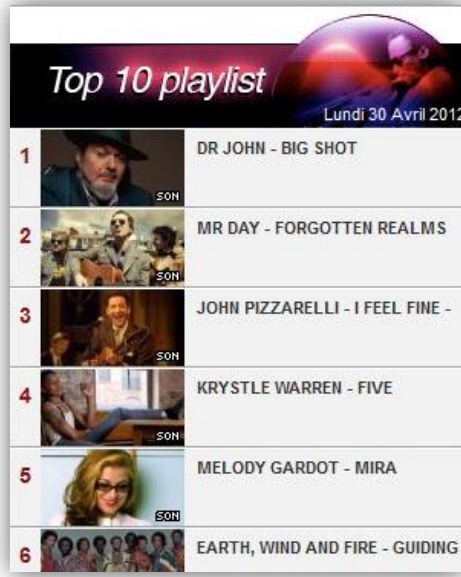 Top 10 playlist
Lundi 30 Avril 2012
1 DR JOHN - BIG SHOT
SON
2 MR DAY - FORGOTTEN REALMS
SON
3 JOHN PIZZARELLI - I FEEL FINE -
SON
4 KRYSTLE WARREN - FIVE
SON
5 MELODY GARDOT - MIRA
SON
6 EARTH, WIND AND FIRE - GUIDING